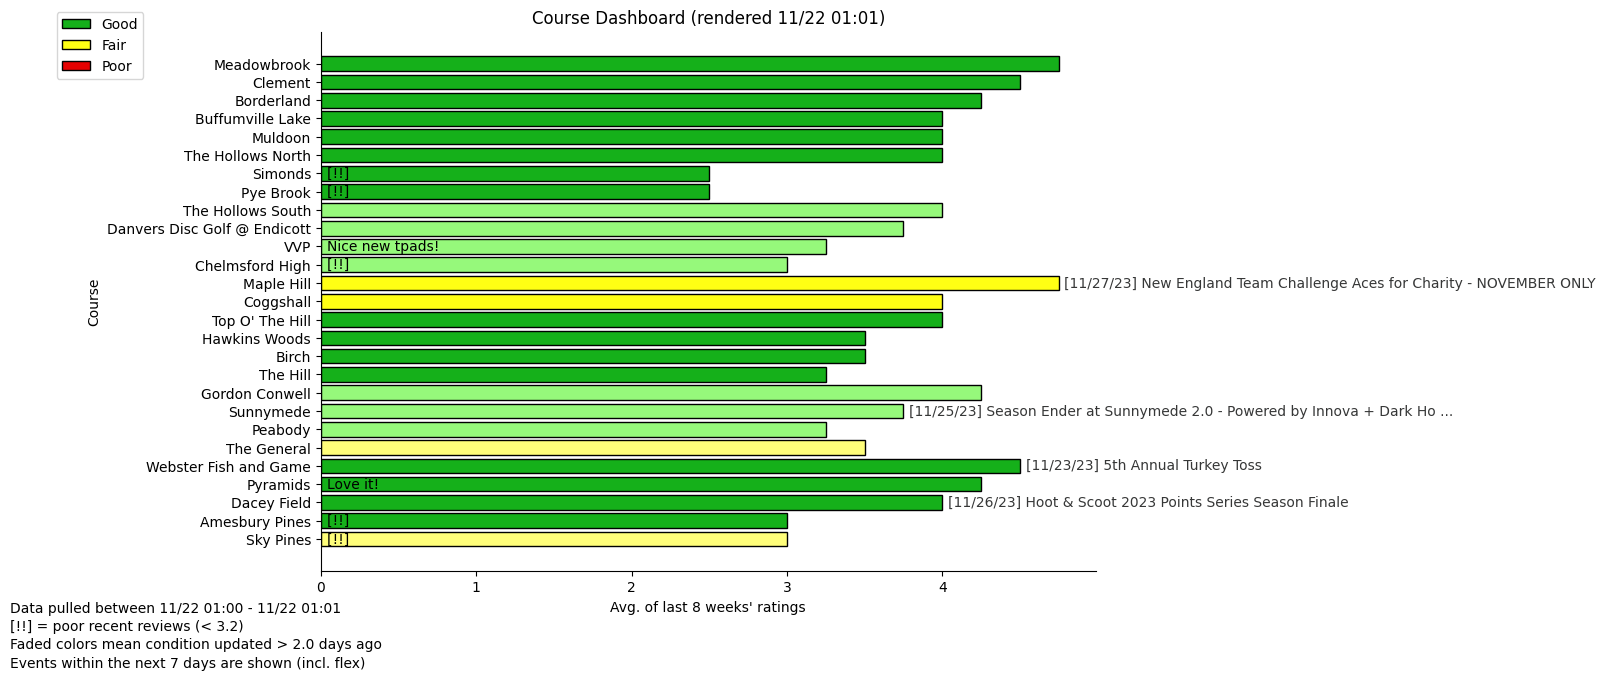 Course Dashboard (rendered 11/22 01:01)
Good
Fair
Poor
Course
Meadowbrook
Clement
Borderland
Buffumville Lake
Muldoon
The Hollows North
Simonds [!!]
Pye Brook [!!]
The Hollows South
Danvers Disc Golf @ Endicott
VVP Nice new tpads!
Chelmsford High [!!]
Maple Hill [11/27/23] New England Team Challenge Aces for Charity - NOVEMBER ONLY
Coggshall
Top O' The Hill
Hawkins Woods
Birch
The Hill
Gordon Conwell
Sunnymede [11/25/23] Season Ender at Sunnymede 2.0 - Powered by Innova + Dark Ho ...
Peabody
The General
Webster Fish and Game [11/23/23] 5th Annual Turkey Toss
Pyramids Love it!
Dacey Field [11/26/23] Hoot & Scoot 2023 Points Series Season Finale
Amesbury Pines [!!]
Sky Pines [!!]
0 1 2 3 4
Avg. of last 8 weeks' ratings
Data pulled between 11/22 01:00 - 11/22 01:01
[!!] = poor recent reviews (< 3.2)
Faded colors mean condition updated > 2.0 days ago
Events within the next 7 days are shown (incl. flex)